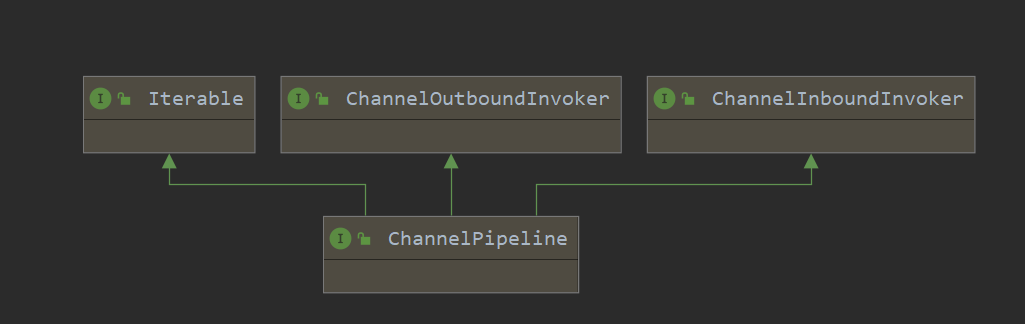 I Iterable
I ChannelOutboundInvoker
I ChannelInboundInvoker
I ChannelPipeline